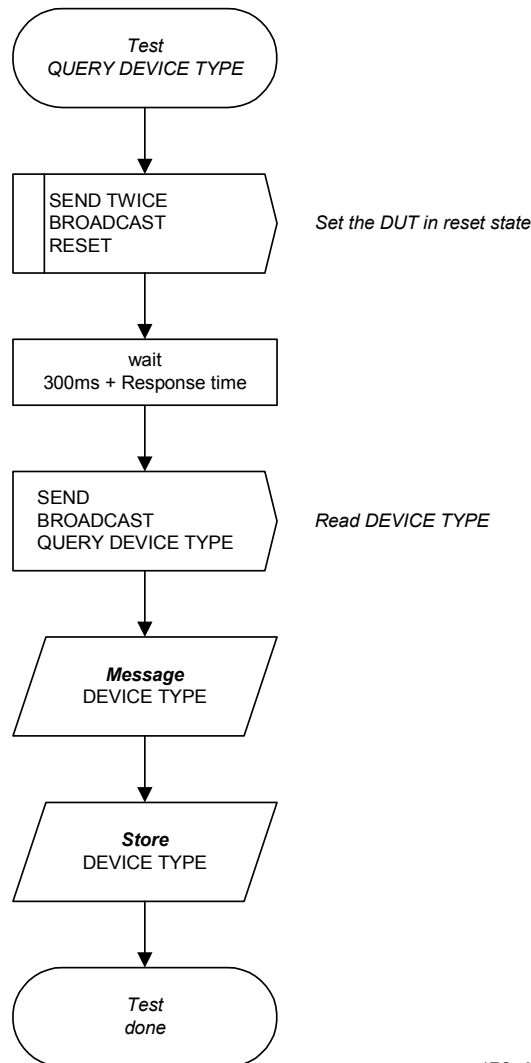 Test
QUERY DEVICE TYPE
SEND TWICE
BROADCAST
RESET
Set the DUT in reset state
wait
300ms + Response time
SEND
BROADCAST
QUERY DEVICE TYPE
Read DEVICE TYPE
Message
DEVICE TYPE
Store
DEVICE TYPE
Test
done